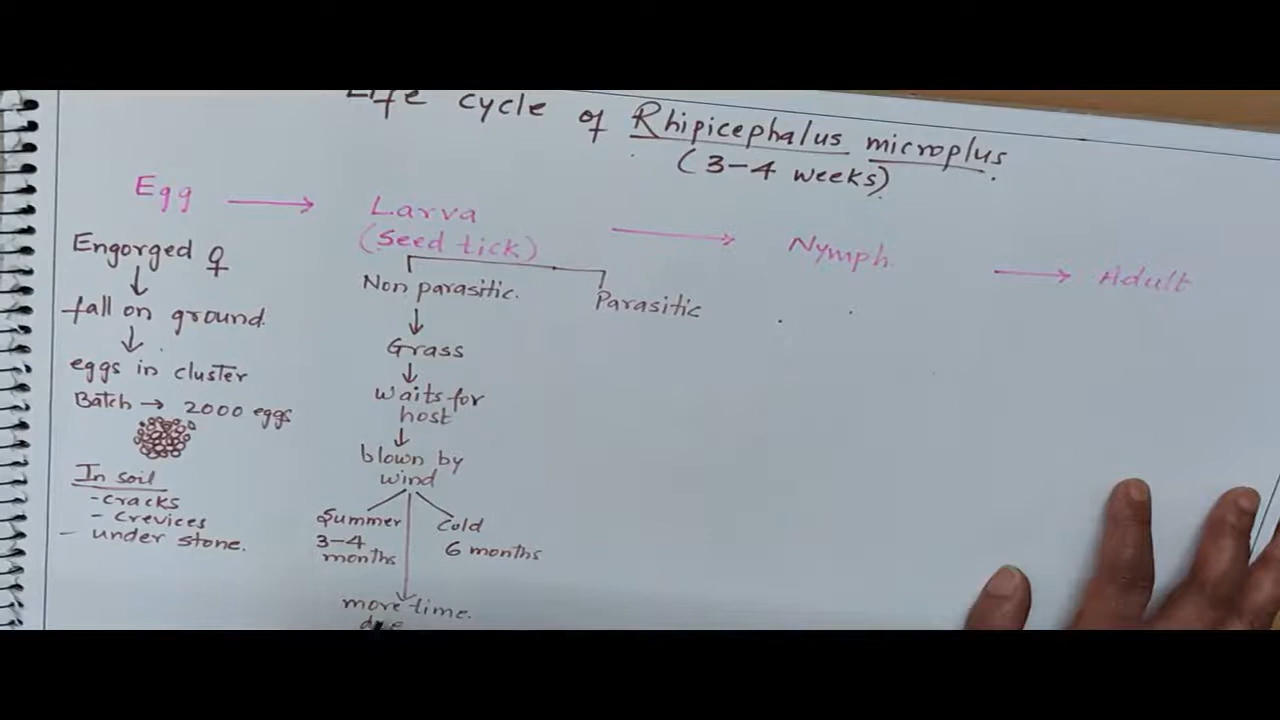 Life cycle of Rhipicephalus microplus.
(3-4 weeks)
Egg → Larva → Nymph. → Adult
(Seed tick)
Engorged ♀
↓
fall on ground.
↓
eggs in cluster
Batch → 2000 eggs
In soil
- cracks
- crevices
- under stone.
Non parasitic.
↓
Grass
↓
waits for
host
↓
blown by
wind
Summer
3-4
months
Cold
6 months
more time.
Parasitic